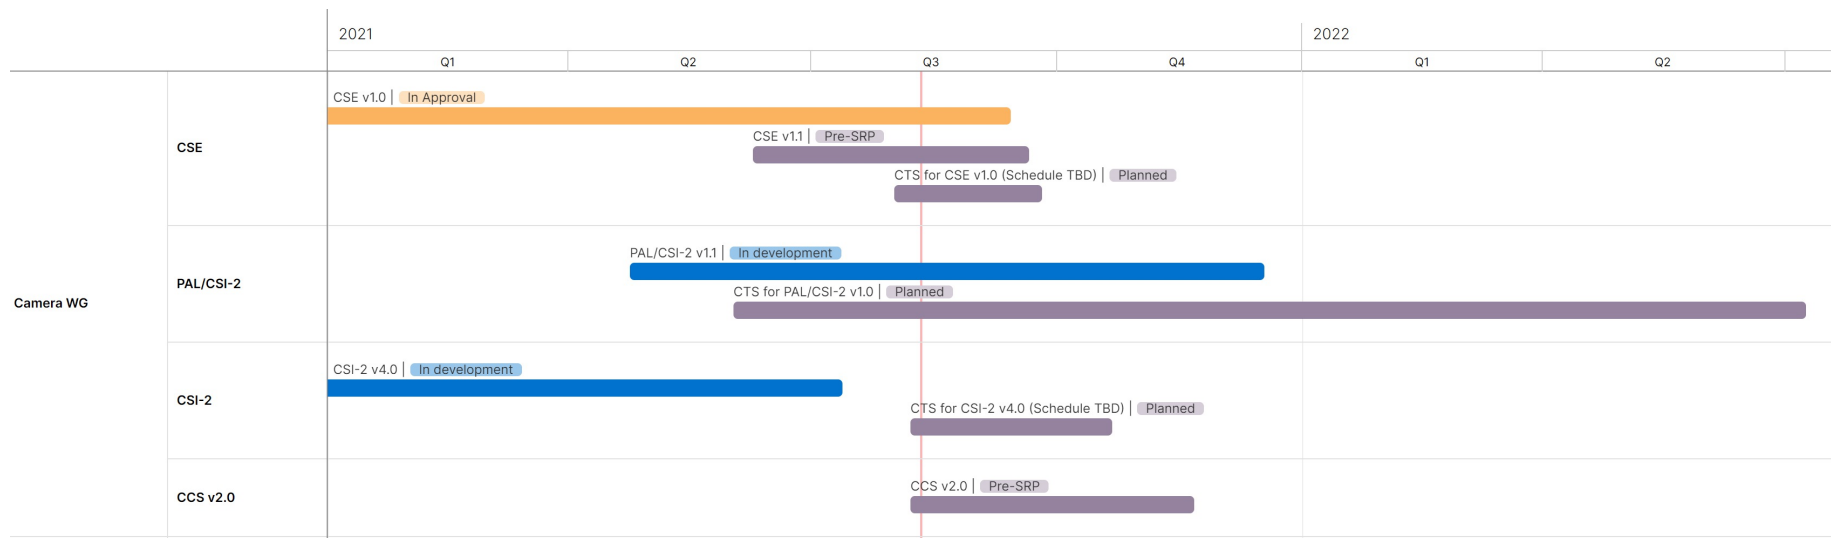 2021
2022
Q1
Q2
Q3
Q4
Q1
Q2
Camera WG
CSE
CSE v1.0 | In Approval
CSE v1.1 | Pre-SRP
CTS for CSE v1.0 (Schedule TBD) | Planned
PAL/CSI-2
PAL/CSI-2 v1.1 | In development
CTS for PAL/CSI-2 v1.0 | Planned
CSI-2
CSI-2 v4.0 | In development
CTS for CSI-2 v4.0 (Schedule TBD) | Planned
CCS v2.0
CCS v2.0 | Pre-SRP